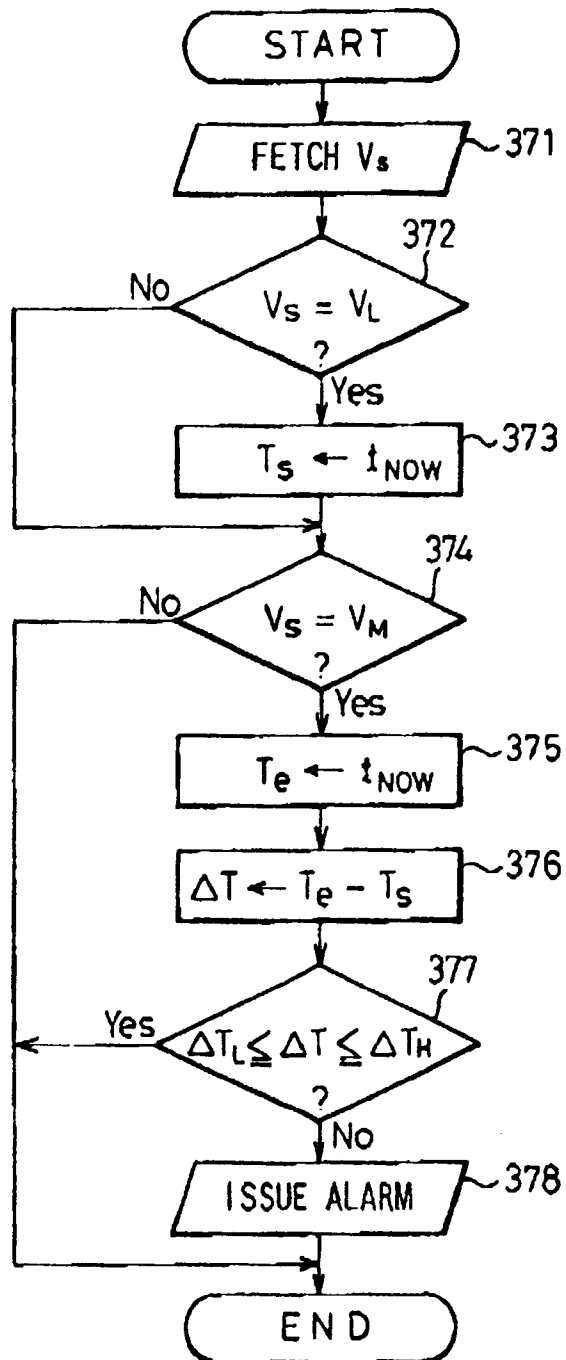 START
FETCH Vs
371
372
No
Vs = VL
?
Yes
373
Ts ← tNOW
374
No
Vs = VM
?
Yes
375
Te ← tNOW
376
ΔT ← Te − Ts
377
Yes
ΔTL ≦ ΔT ≦ ΔTH
?
No
ISSUE ALARM
378
END